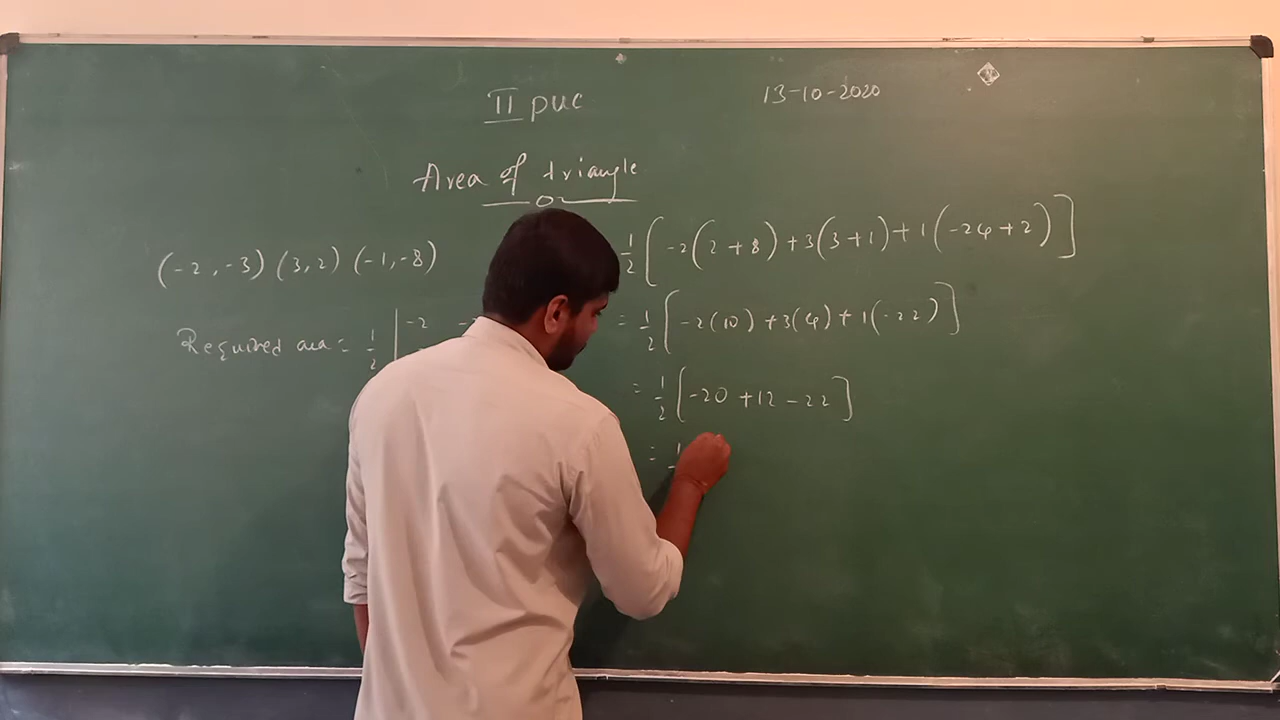 II PUC
13-10-2020
Area of triangle
(-2, -3) (3, 2) (-1, -8)
Required area = 1/2 | -2
1/2 [ -2(2+8) +3(3+1) +1(-24+2) ]
= 1/2 [ -2(10) +3(4) +1(-22) ]
= 1/2 [ -20 +12 -22 ]
= 1